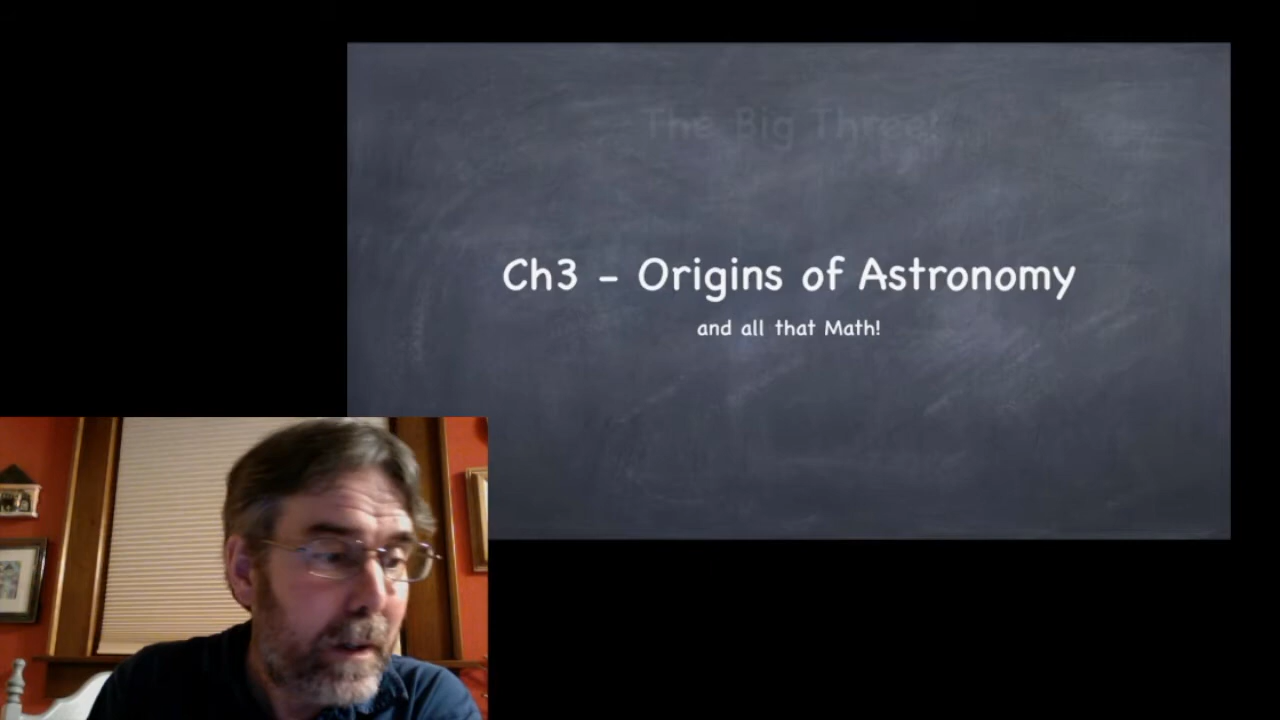 The Big Three!
Ch3 - Origins of Astronomy
and all that Math!